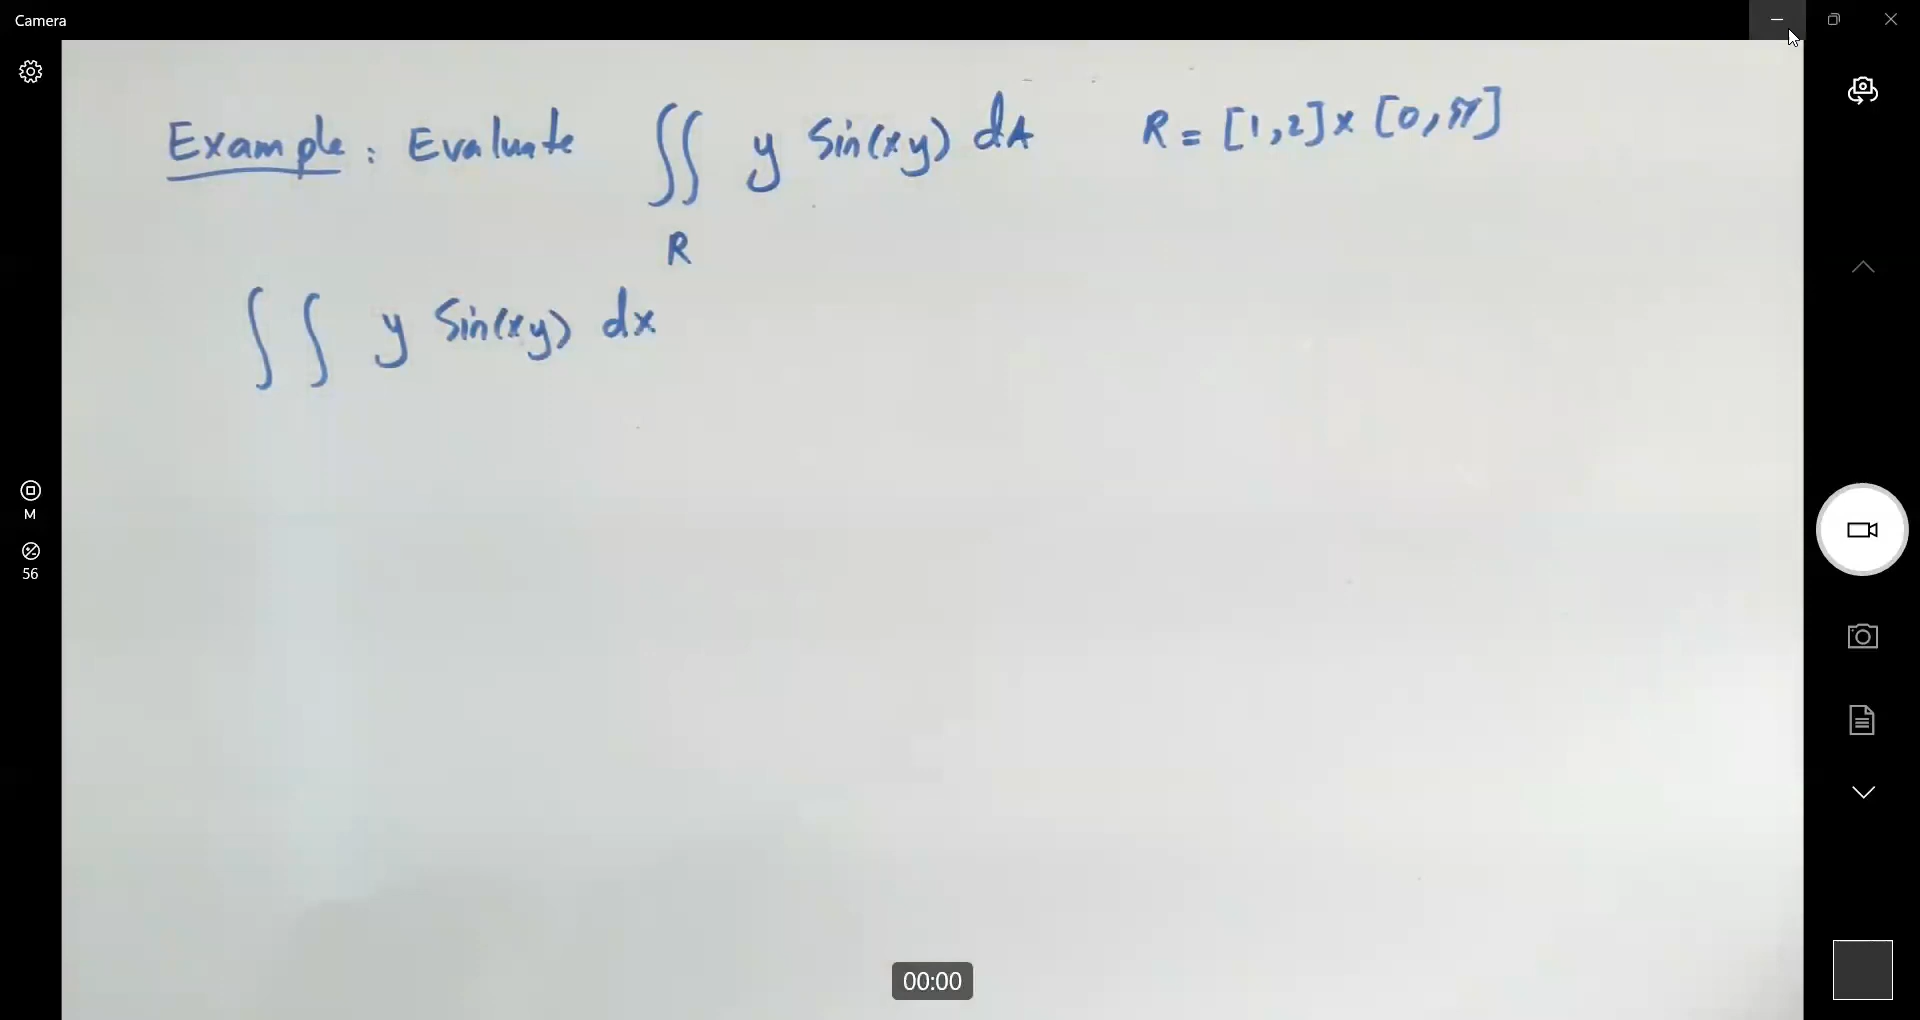 Camera
Example: Evaluate ∬ y Sin(xy) dA R = [1,2] x [0,π]
R
∫ ∫ y Sin(xy) dx
M
56
00:00